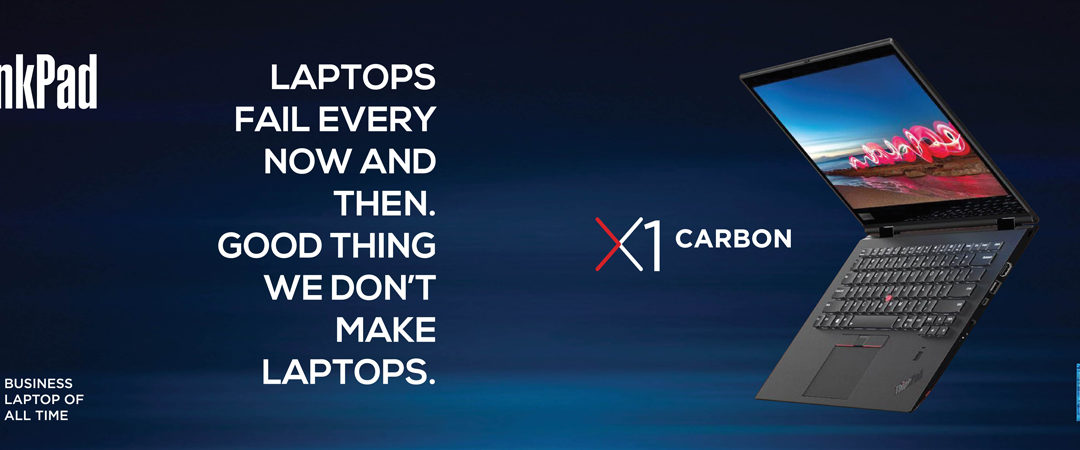 nkPad
LAPTOPS
FAIL EVERY
NOW AND
THEN.
GOOD THING
WE DON'T
MAKE
LAPTOPS.
BUSINESS
LAPTOP OF
ALL TIME
X1 CARBON
ThinkPad